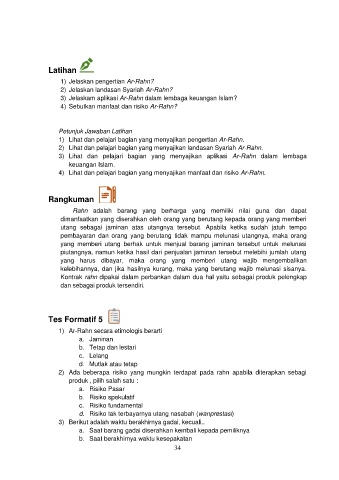 Latihan
1) Jelaskan pengertian Ar-Rahn?
2) Jelaskan landasan Syariah Ar-Rahn?
3) Jelaskam aplikasi Ar-Rahn dalam lembaga keuangan Islam?
4) Sebutkan manfaat dan risiko Ar-Rahn?
Petunjuk Jawaban Latihan
1) Lihat dan pelajari bagian yang menyajikan pengertian Ar-Rahn.
2) Lihat dan pelajari bagian yang menyajikan landasan Syariah Ar-Rahn.
3) Lihat dan pelajari bagian yang menyajikan aplikasi Ar-Rahn dalam lembaga
keuangan Islam.
4) Lihat dan pelajari bagian yang menyajikan manfaat dan risiko Ar-Rahn.
Rangkuman
Rahn adalah barang yang berharga yang memiliki nilai guna dan dapat
dimanfaatkan yang diserahkan oleh orang yang berutang kepada orang yang memberi
utang sebagai jaminan atas utangnya tersebut. Apabila ketika sudah jatuh tempo
pembayaran dan orang yang berutang tidak mampu melunasi utangnya, maka orang
yang memberi utang berhak untuk menjual barang jaminan tersebut untuk melunasi
piutangnya, namun ketika hasil dari penjualan jaminan tersebut melebihi jumlah utang
yang harus dibayar, maka orang yang memberi utang wajib mengembalikan
kelebihannya, dan jika hasilnya kurang, maka yang berutang wajib melunasi sisanya.
Kontrak rahn dipakai dalam perbankan dalam dua hal yaitu sebagai produk pelengkap
dan sebagai produk tersendiri.
Tes Formatif 5
1) Ar-Rahn secara etimologis berarti
a. Jaminan
b. Tetap dan lestari
c. Lelang
d. Mutlak atau tetap
2) Ada beberapa risiko yang mungkin terdapat pada rahn apabila diterapkan sebagi
produk , pilih salah satu :
a. Risiko Pasar
b. Risiko spekulatif
c. Risiko fundamental
d. Risiko tak terbayarnya utang nasabah (wanprestasi)
3) Berikut adalah waktu berakhirnya gadai, kecuali..
a. Saat barang gadai diserahkan kembali kepada pemiliknya
b. Saat berakhirnya waktu kesepakatan
34